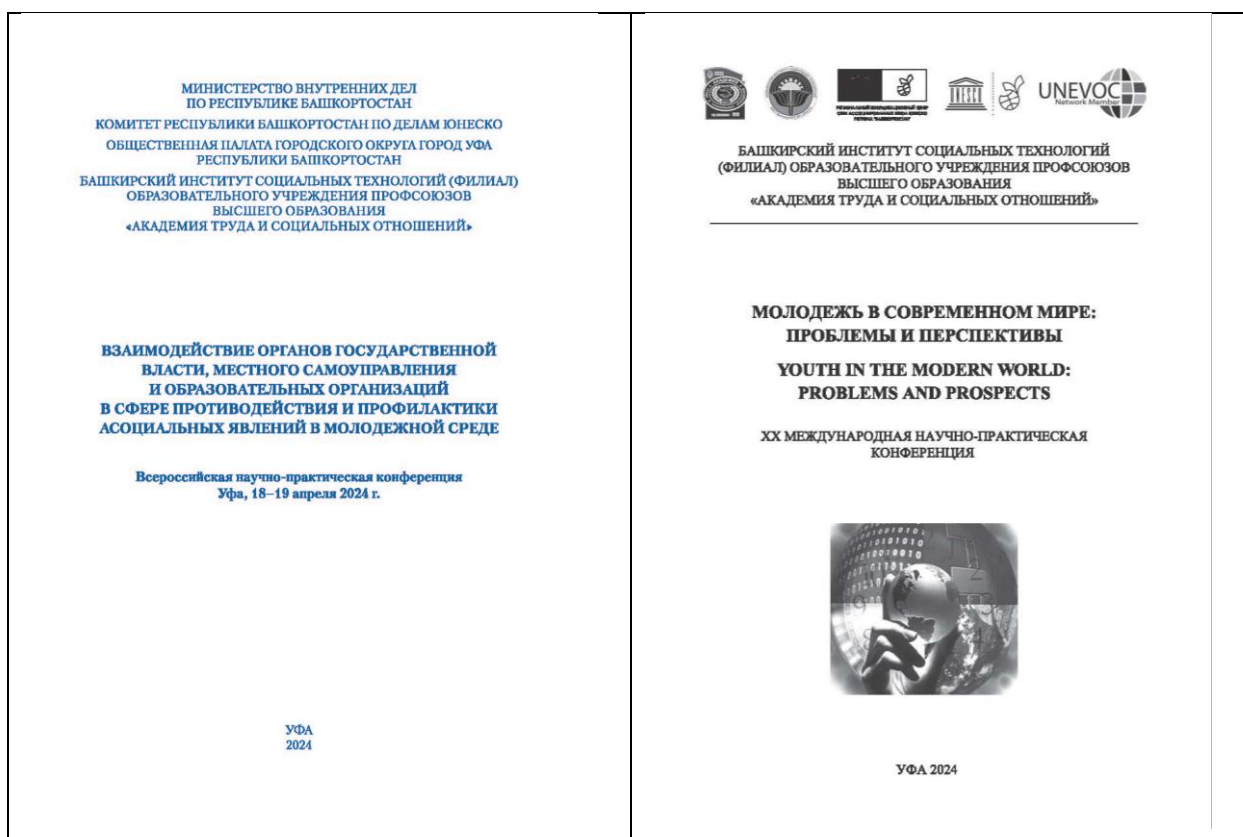 МИНИСТЕРСТВО ВНУТРЕННИХ ДЕЛ
ПО РЕСПУБЛИКЕ БАШКОРТОСТАН
КОМИТЕТ РЕСПУБЛИКИ БАШКОРТОСТАН ПО ДЕЛАМ ЮНЕСКО
ОБЩЕСТВЕННАЯ ПАЛАТА ГОРОДСКОГО ОКРУГА ГОРОД УФА
РЕСПУБЛИКИ БАШКОРТОСТАН
БАШКИРСКИЙ ИНСТИТУТ СОЦИАЛЬНЫХ ТЕХНОЛОГИЙ (ФИЛИАЛ)
ОБРАЗОВАТЕЛЬНОГО УЧРЕЖДЕНИЯ ПРОФСОЮЗОВ
ВЫСШЕГО ОБРАЗОВАНИЯ
«АКАДЕМИЯ ТРУДА И СОЦИАЛЬНЫХ ОТНОШЕНИЙ»
ВЗАИМОДЕЙСТВИЕ ОРГАНОВ ГОСУДАРСТВЕННОЙ
ВЛАСТИ, МЕСТНОГО САМОУПРАВЛЕНИЯ
И ОБРАЗОВАТЕЛЬНЫХ ОРГАНИЗАЦИЙ
В СФЕРЕ ПРОТИВОДЕЙСТВИЯ И ПРОФИЛАКТИКИ
АСОЦИАЛЬНЫХ ЯВЛЕНИЙ В МОЛОДЕЖНОЙ СРЕДЕ
Всероссийская научно-практическая конференция
Уфа, 18–19 апреля 2024 г.
УФА
2024
UNESCO
UNEVOC
Network Member
БАШКИРСКИЙ ИНСТИТУТ СОЦИАЛЬНЫХ ТЕХНОЛОГИЙ
(ФИЛИАЛ) ОБРАЗОВАТЕЛЬНОГО УЧРЕЖДЕНИЯ ПРОФСОЮЗОВ
ВЫСШЕГО ОБРАЗОВАНИЯ
«АКАДЕМИЯ ТРУДА И СОЦИАЛЬНЫХ ОТНОШЕНИЙ»
МОЛОДЕЖЬ В СОВРЕМЕННОМ МИРЕ:
ПРОБЛЕМЫ И ПЕРСПЕКТИВЫ
YOUTH IN THE MODERN WORLD:
PROBLEMS AND PROSPECTS
XX МЕЖДУНАРОДНАЯ НАУЧНО-ПРАКТИЧЕСКАЯ
КОНФЕРЕНЦИЯ
УФА 2024